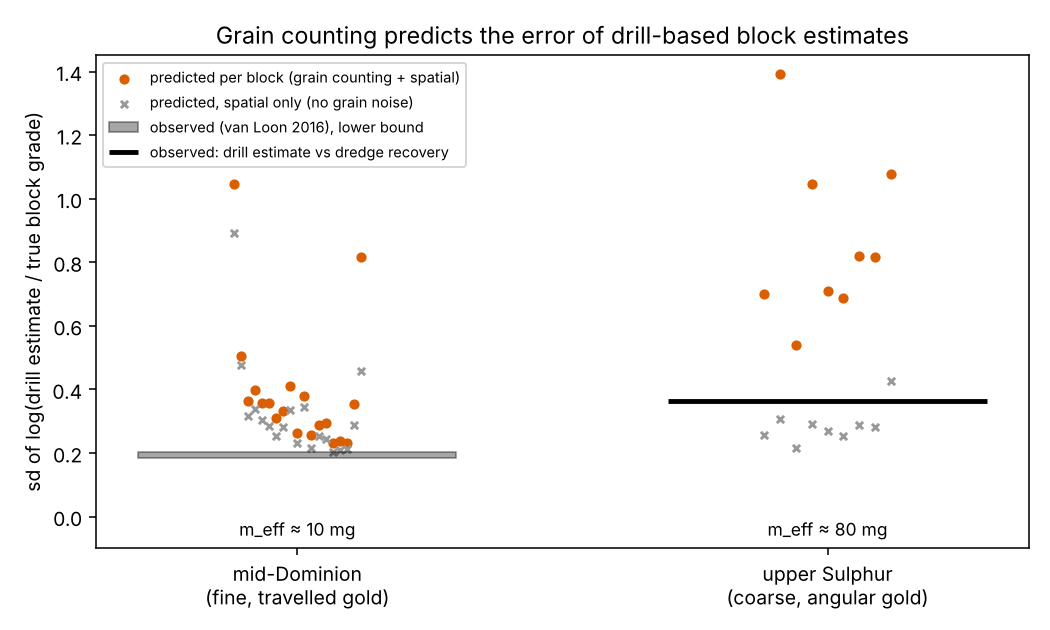 Grain counting predicts the error of drill-based block estimates
sd of log(drill estimate / true block grade)
1.4
1.2
1.0
0.8
0.6
0.4
0.2
0.0
predicted per block (grain counting + spatial)
predicted, spatial only (no grain noise)
observed (van Loon 2016), lower bound
observed: drill estimate vs dredge recovery
m_eff ≈ 10 mg
m_eff ≈ 80 mg
mid-Dominion
(fine, travelled gold)
upper Sulphur
(coarse, angular gold)